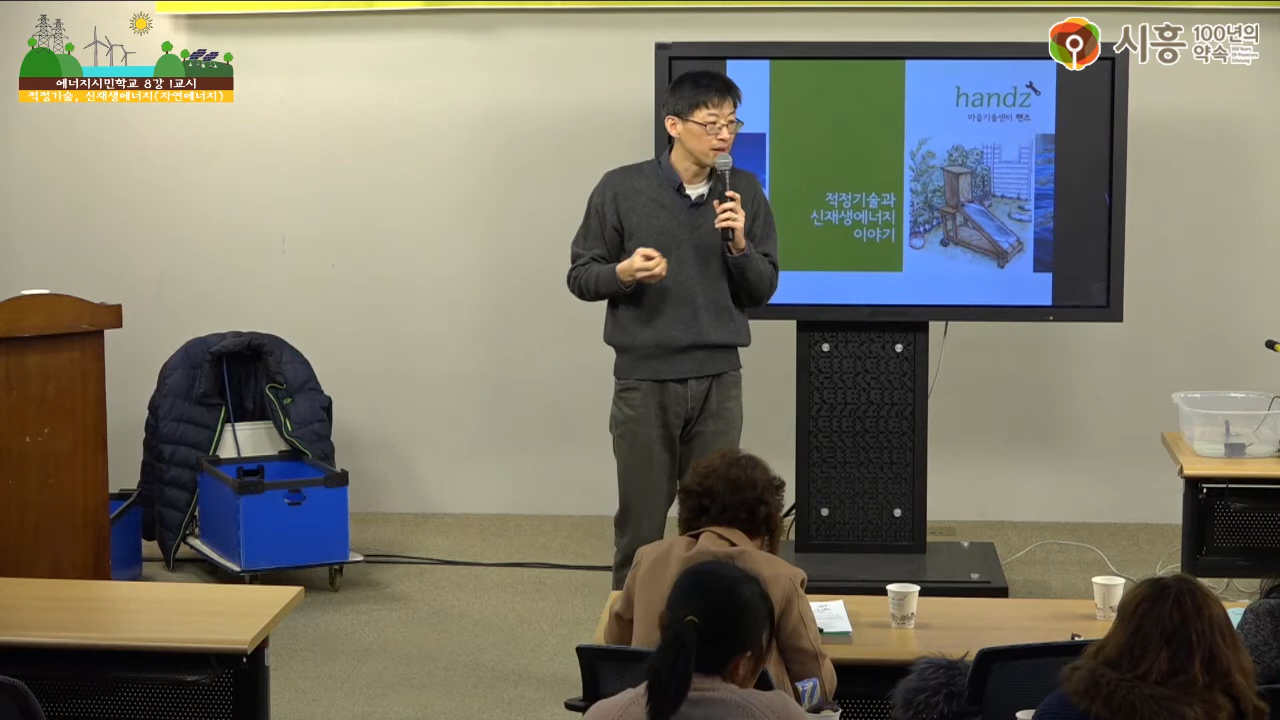 에너지시민학교 8강 1교시
적정기술, 신재생에너지(자연에너지)
시흥
100년의
약속
handz
마을기술센터 핸즈
적정기술과
신재생에너지
이야기